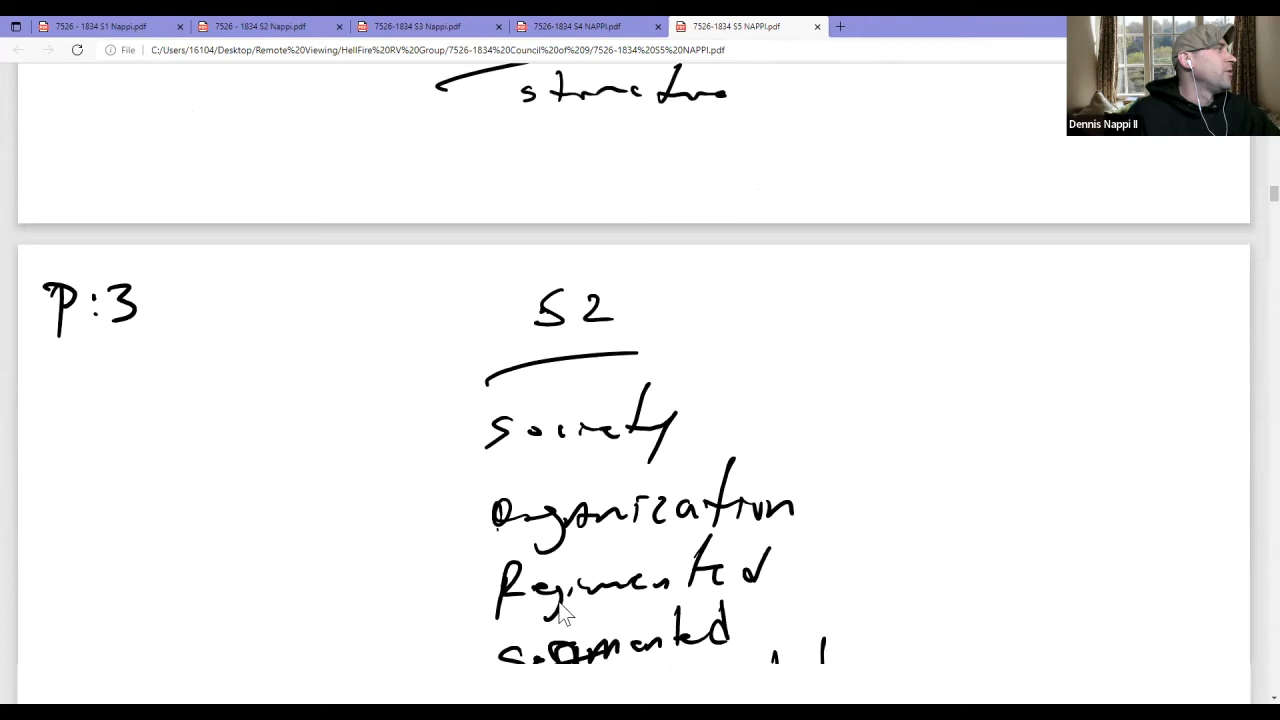 7526 - 1834 S1 Nappi.pdf
7526 - 1834 S2 Nappi.pdf
7526-1834 S3 Nappi.pdf
7526-1834 S4 NAPPI.pdf
7526-1834 S5 NAPPI.pdf
File C:/Users/16104/Desktop/Remote%20Viewing/HellFire%20RV%20Group/7526-1834%20Council%20of%209/7526-1834%20S5%20NAPPI.pdf
Dennis Nappi II
structure
P:3
S2
society
organization
Regimented